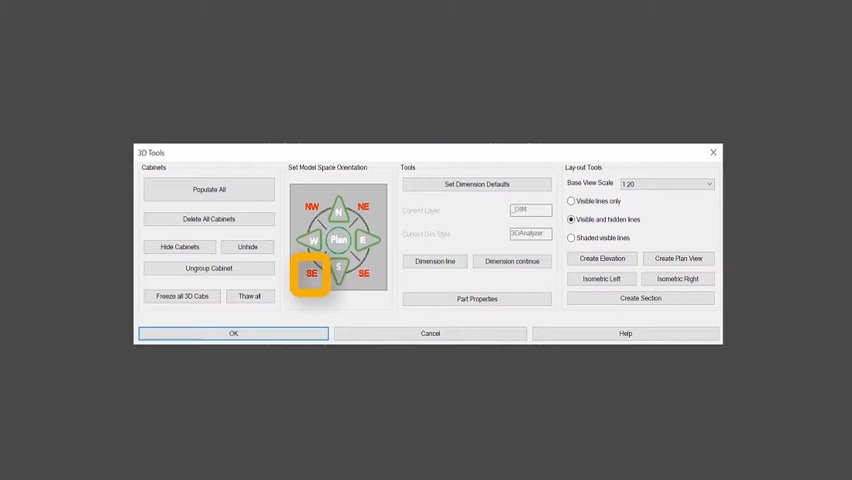 3D Tools
Cabinets
Populate All
Delete All Cabinets
Hide Cabinets
Unhide
Ungroup Cabinet
Freeze all 3D Cabs
Thaw all
Set Model Space Orientation
NW
N
NE
W
Plan
E
SE
S
SE
Tools
Set Dimension Defaults
Current Layer
_DIM
Current Dim Style
3DAnalyzer
Dimension line
Dimension continue
Part Properties
Lay-out Tools
Base View Scale
1:20
Visible lines only
Visible and hidden lines
Shaded visible lines
Create Elevation
Create Plan View
Isometric Left
Isometric Right
Create Section
OK
Cancel
Help